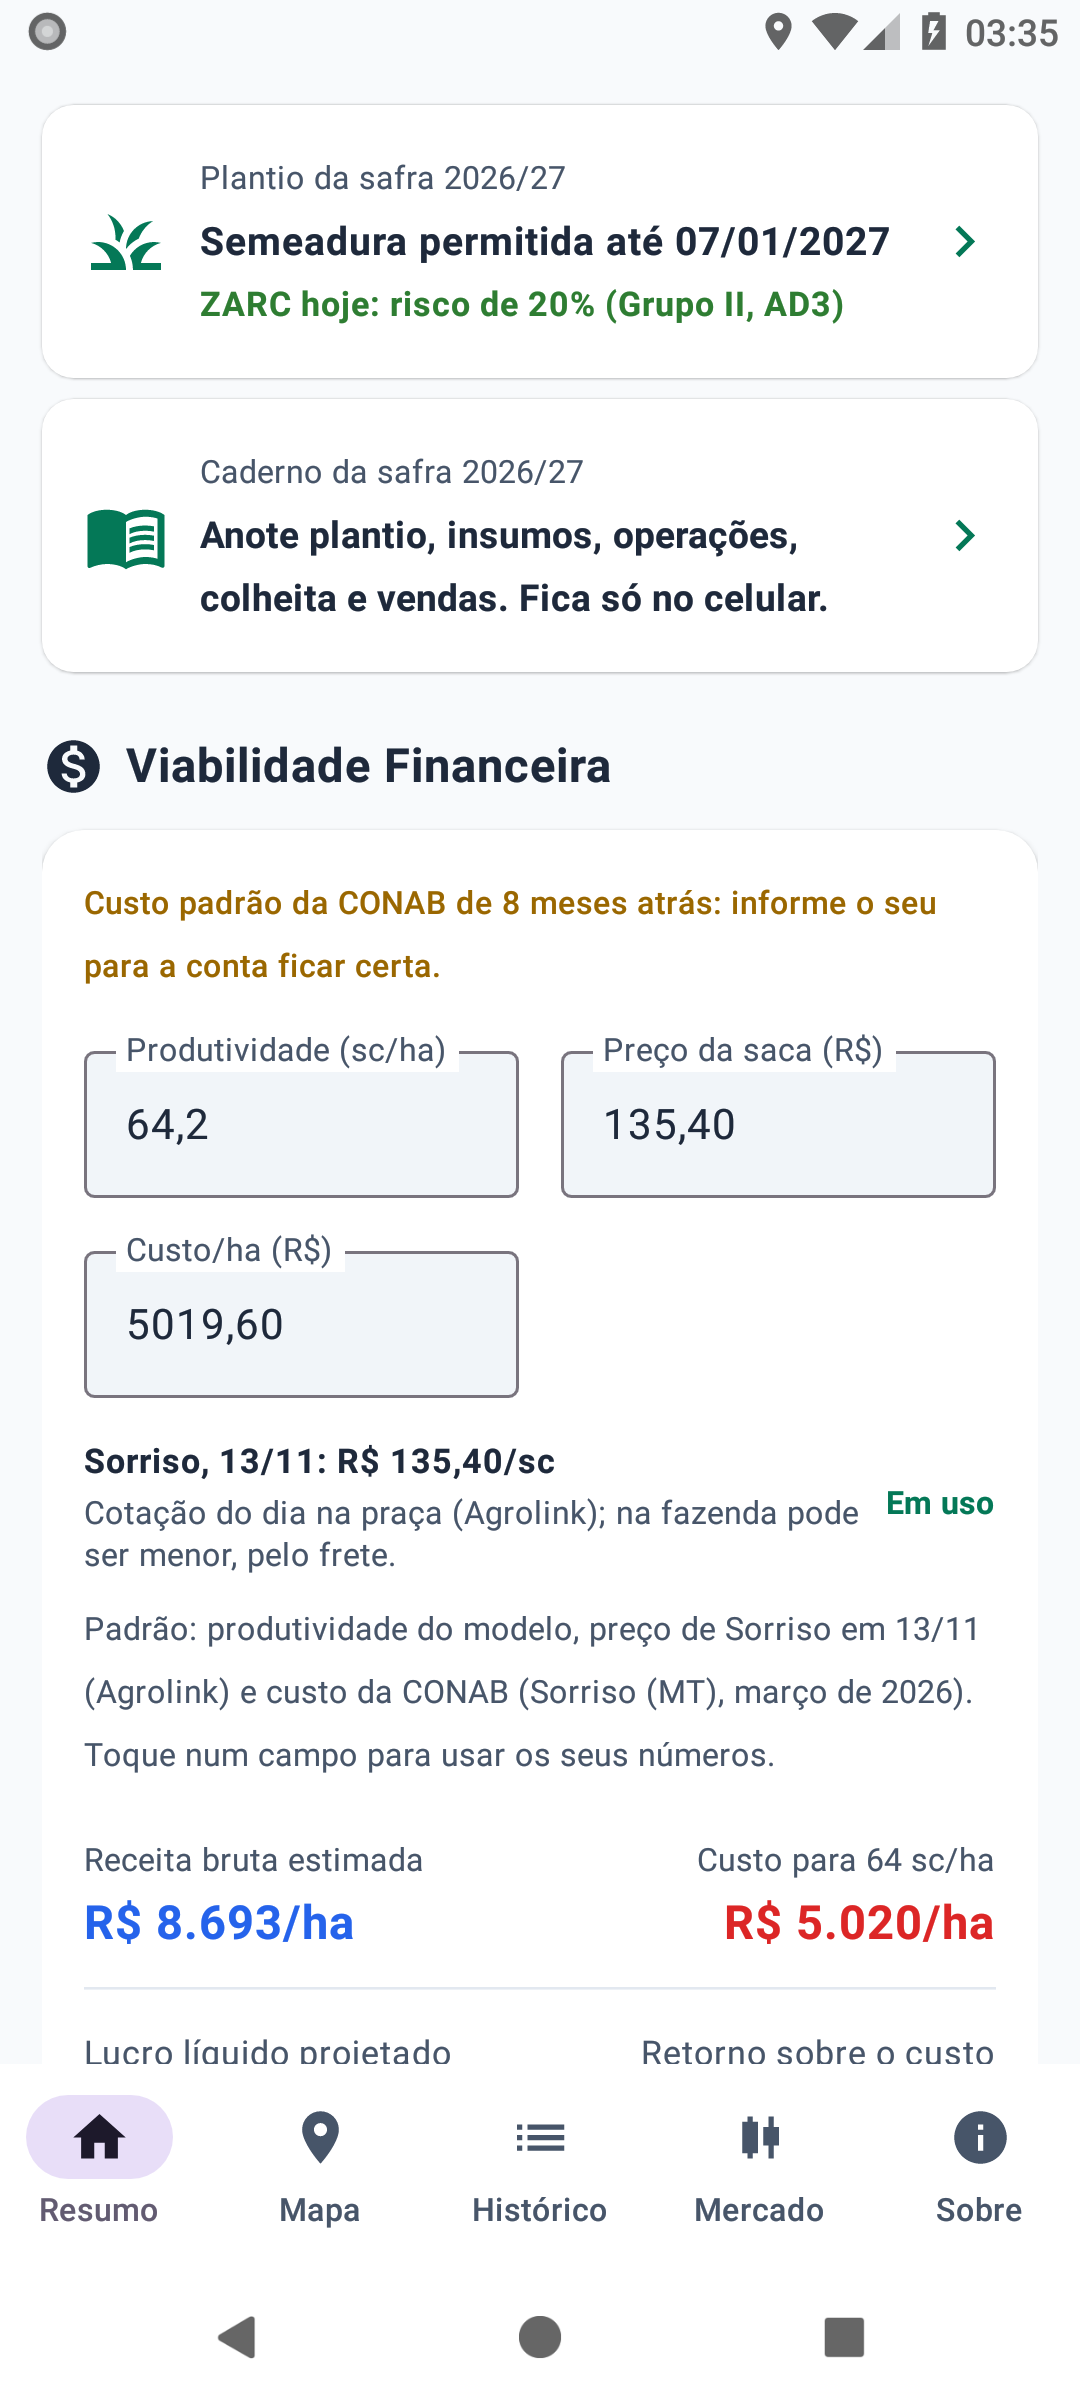 03:35
Plantio da safra 2026/27
Semeadura permitida até 07/01/2027
ZARC hoje: risco de 20% (Grupo II, AD3)
Caderno da safra 2026/27
Anote plantio, insumos, operações,
colheita e vendas. Fica só no celular.
Viabilidade Financeira
Custo padrão da CONAB de 8 meses atrás: informe o seu
para a conta ficar certa.
Produtividade (sc/ha)
64,2
Preço da saca (R$)
135,40
Custo/ha (R$)
5019,60
Sorriso, 13/11: R$ 135,40/sc
Cotação do dia na praça (Agrolink); na fazenda pode
ser menor, pelo frete.
Em uso
Padrão: produtividade do modelo, preço de Sorriso em 13/11
(Agrolink) e custo da CONAB (Sorriso (MT), março de 2026).
Toque num campo para usar os seus números.
Receita bruta estimada
R$ 8.693/ha
Custo para 64 sc/ha
R$ 5.020/ha
Lucro líquido projetado
Retorno sobre o custo
Resumo
Mapa
Histórico
Mercado
Sobre